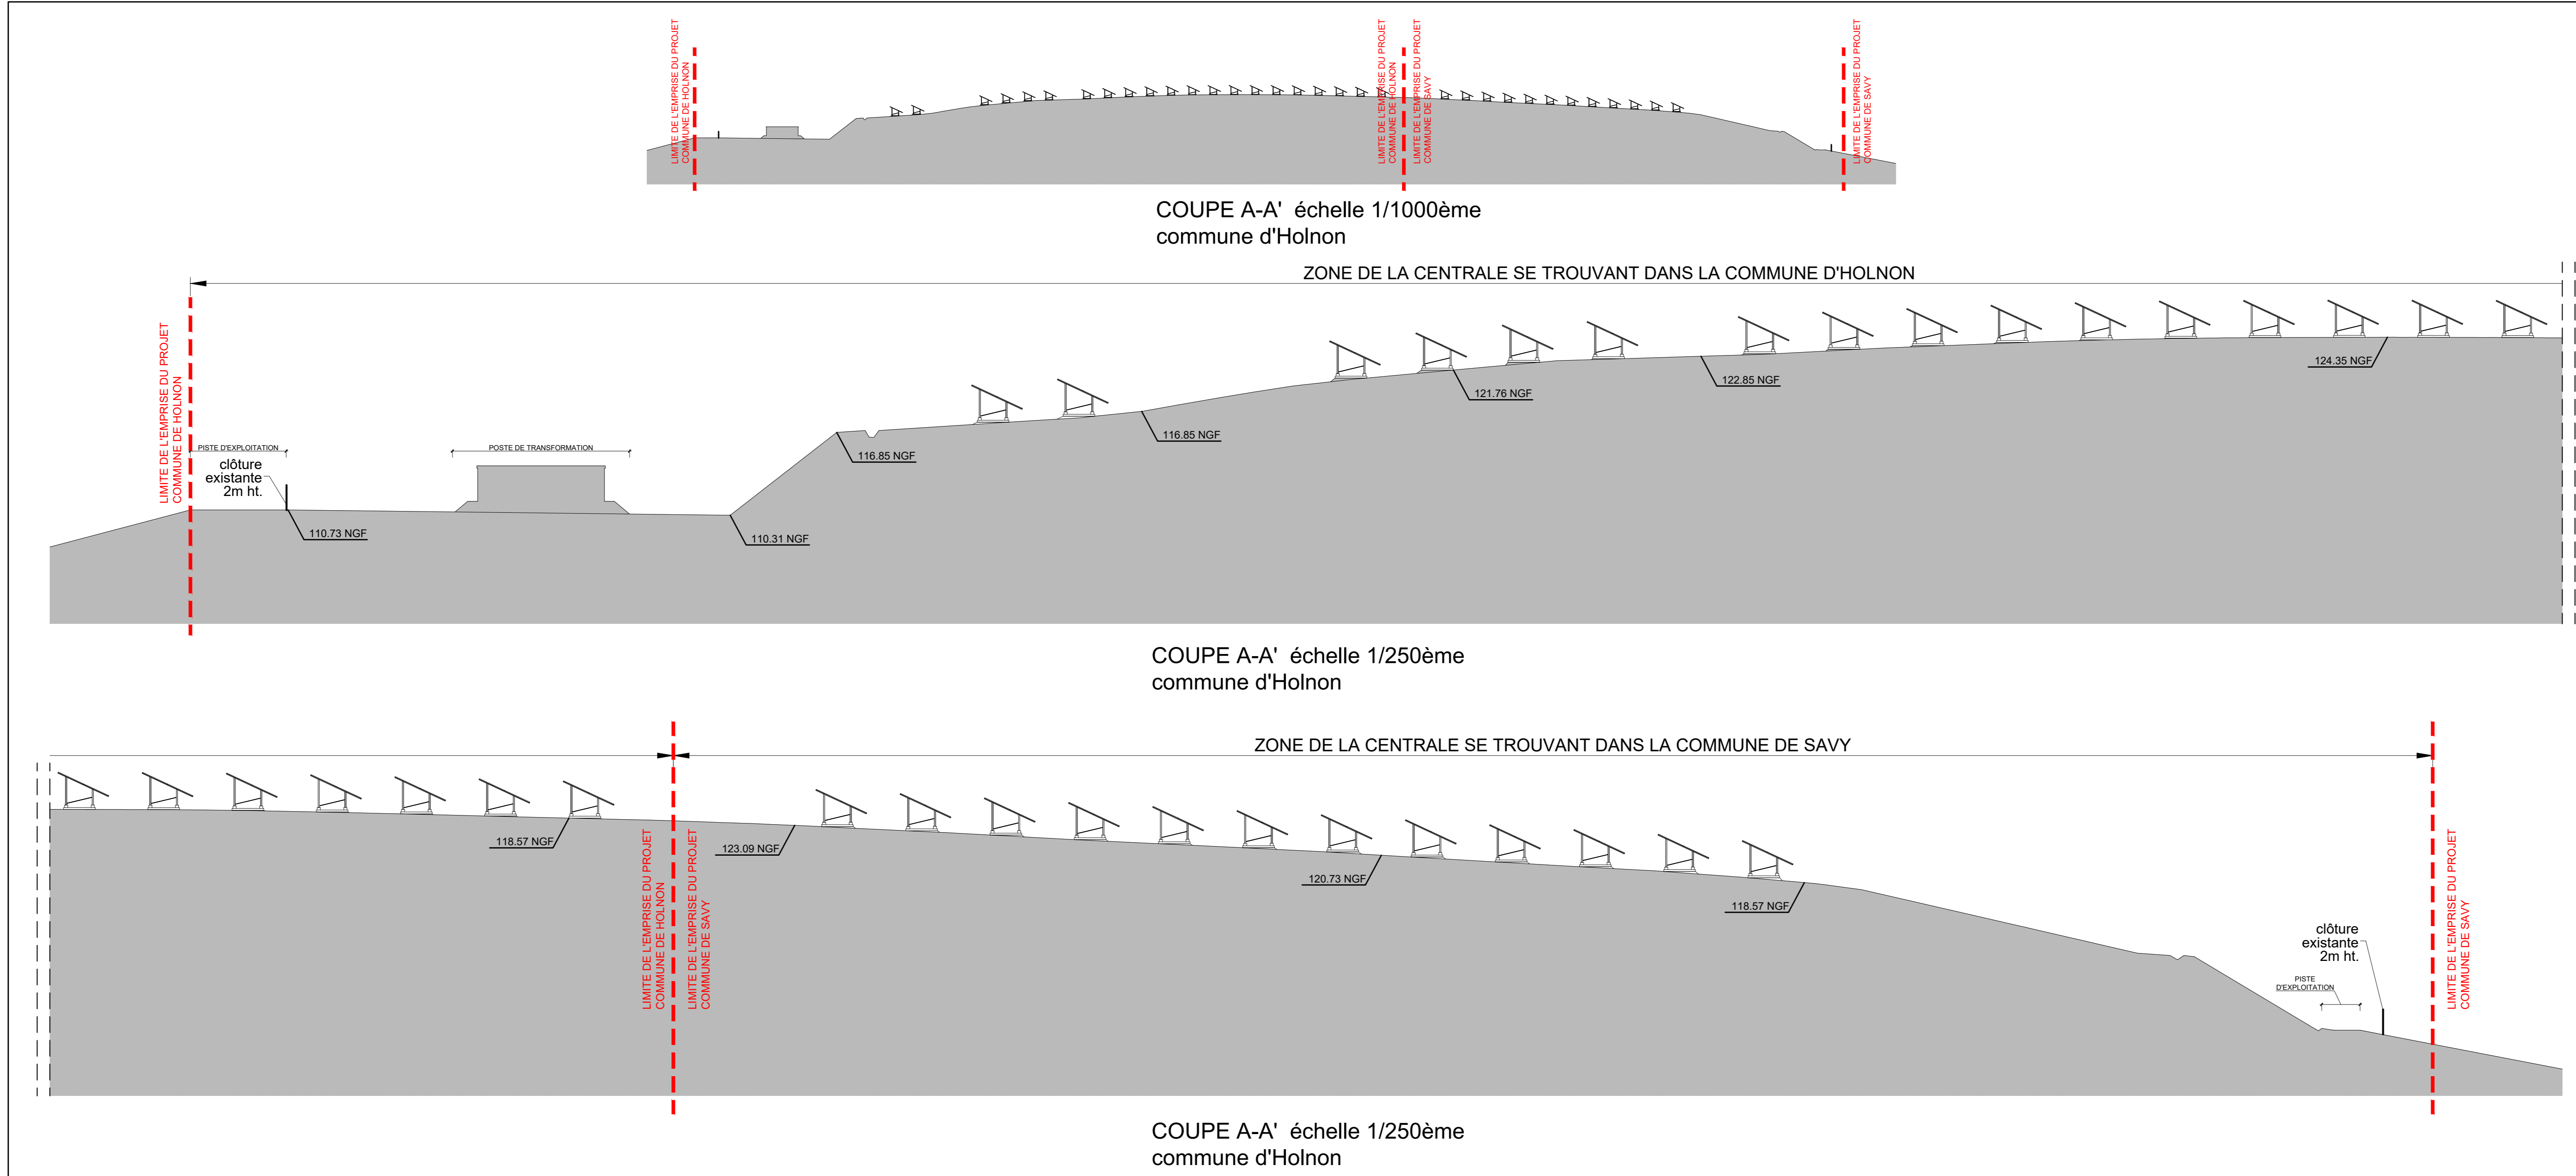 LIMITE DE L'EMPRISE DU PROJET
COMMUNE DE HOLNON
LIMITE DE L'EMPRISE DU PROJET
COMMUNE DE HOLNON
LIMITE DE L'EMPRISE DU PROJET
COMMUNE DE SAVY
LIMITE DE L'EMPRISE DU PROJET
COMMUNE DE SAVY
COUPE A-A' échelle 1/1000ème
commune d'Holnon
ZONE DE LA CENTRALE SE TROUVANT DANS LA COMMUNE D'HOLNON
LIMITE DE L'EMPRISE DU PROJET
COMMUNE DE HOLNON
PISTE D'EXPLOITATION
clôture
existante
2m ht.
110.73 NGF
POSTE DE TRANSFORMATION
110.31 NGF
116.85 NGF
116.85 NGF
121.76 NGF
122.85 NGF
124.35 NGF
COUPE A-A' échelle 1/250ème
commune d'Holnon
ZONE DE LA CENTRALE SE TROUVANT DANS LA COMMUNE DE SAVY
118.57 NGF
LIMITE DE L'EMPRISE DU PROJET
COMMUNE DE HOLNON
LIMITE DE L'EMPRISE DU PROJET
COMMUNE DE SAVY
123.09 NGF
120.73 NGF
118.57 NGF
PISTE
D'EXPLOITATION
clôture
existante
2m ht.
LIMITE DE L'EMPRISE DU PROJET
COMMUNE DE SAVY
COUPE A-A' échelle 1/250ème
commune d'Holnon